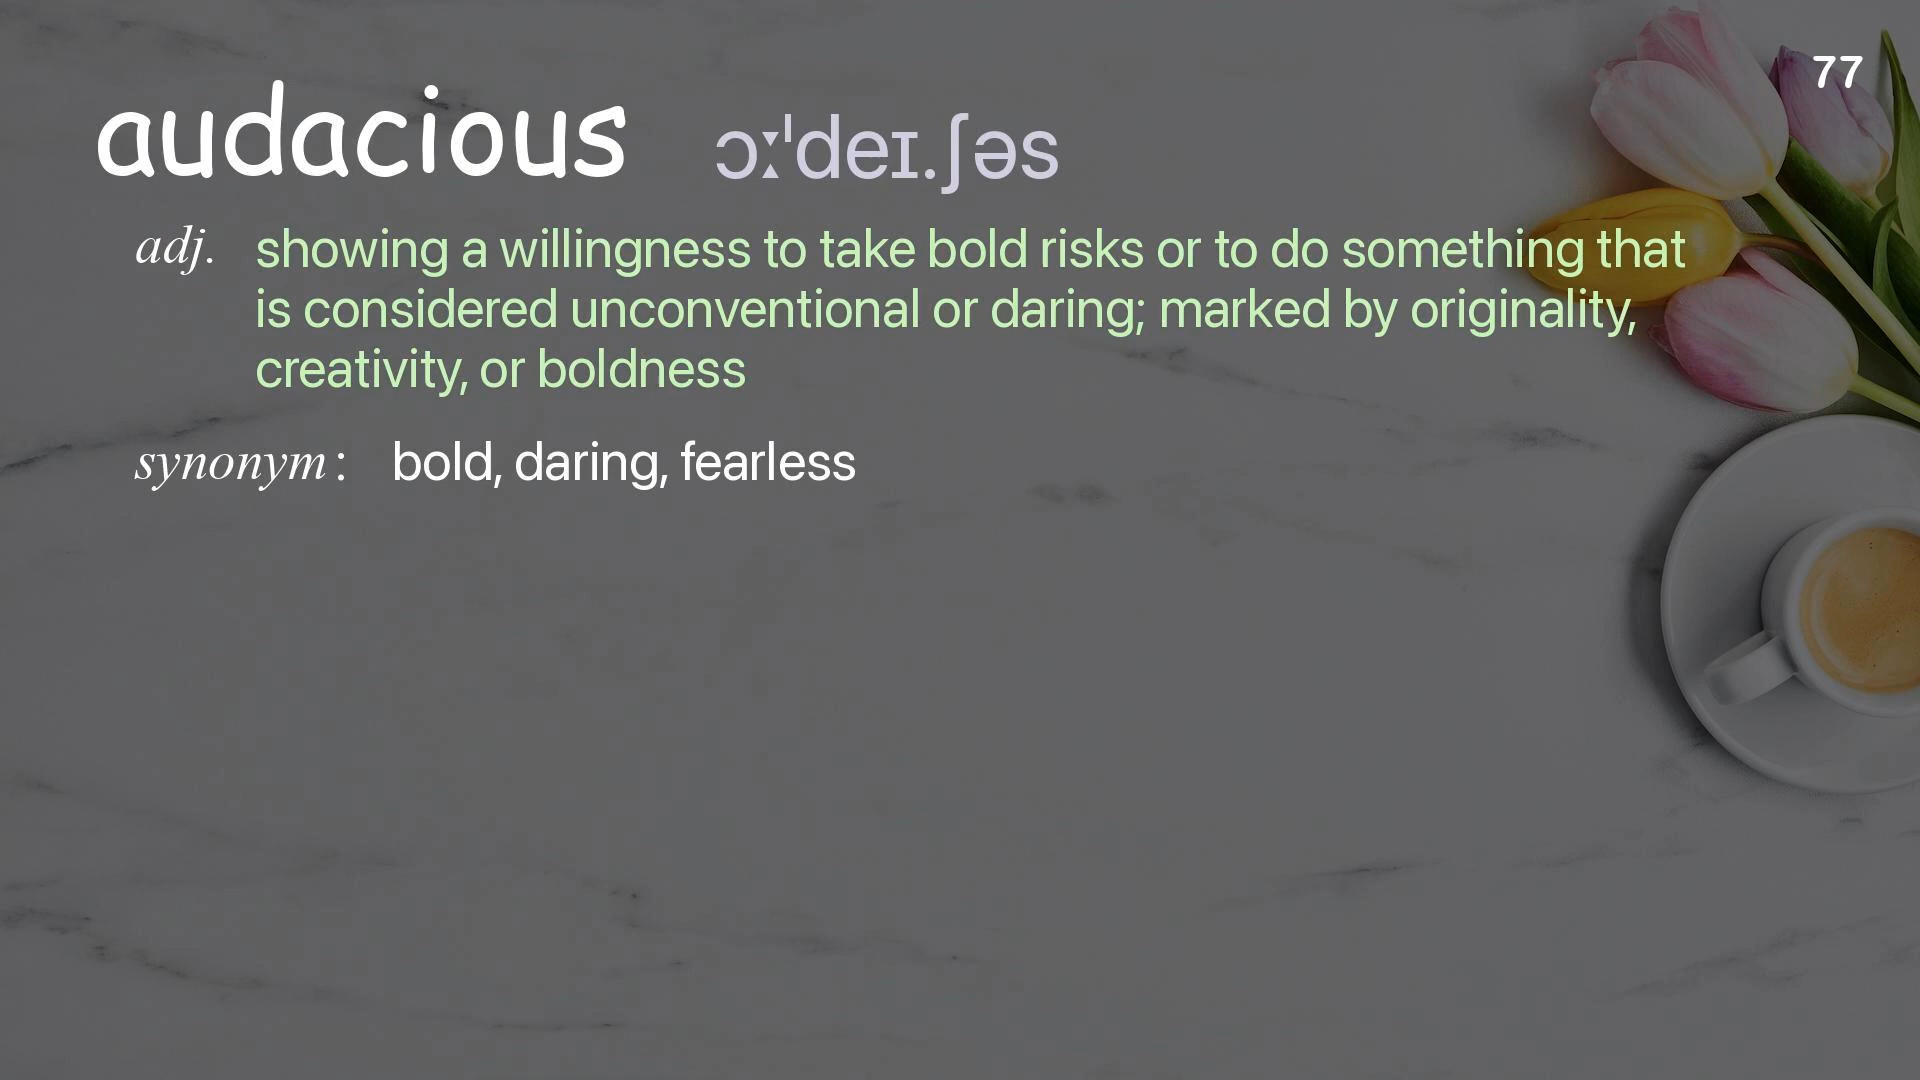 77
audacious ɔːˈdeɪ.ʃəs
adj. showing a willingness to take bold risks or to do something that
is considered unconventional or daring; marked by originality,
creativity, or boldness
synonym: bold, daring, fearless